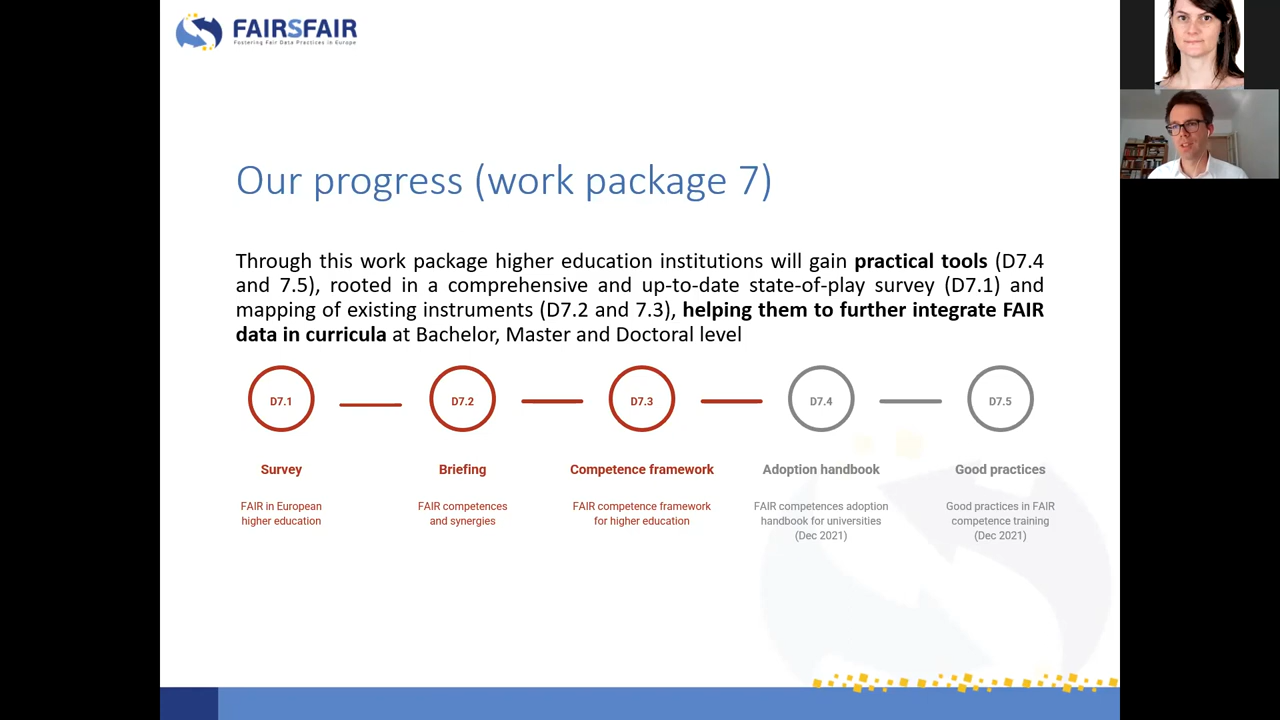 FAIRSFAIR
Fostering Fair Data Practices in Europe
Our progress (work package 7)
Through this work package higher education institutions will gain practical tools (D7.4
and 7.5), rooted in a comprehensive and up-to-date state-of-play survey (D7.1) and
mapping of existing instruments (D7.2 and 7.3), helping them to further integrate FAIR
data in curricula at Bachelor, Master and Doctoral level
D7.1
D7.2
D7.3
D7.4
D7.5
Survey
Briefing
Competence framework
Adoption handbook
Good practices
FAIR in European
higher education
FAIR competences
and synergies
FAIR competence framework
for higher education
FAIR competences adoption
handbook for universities
(Dec 2021)
Good practices in FAIR
competence training
(Dec 2021)